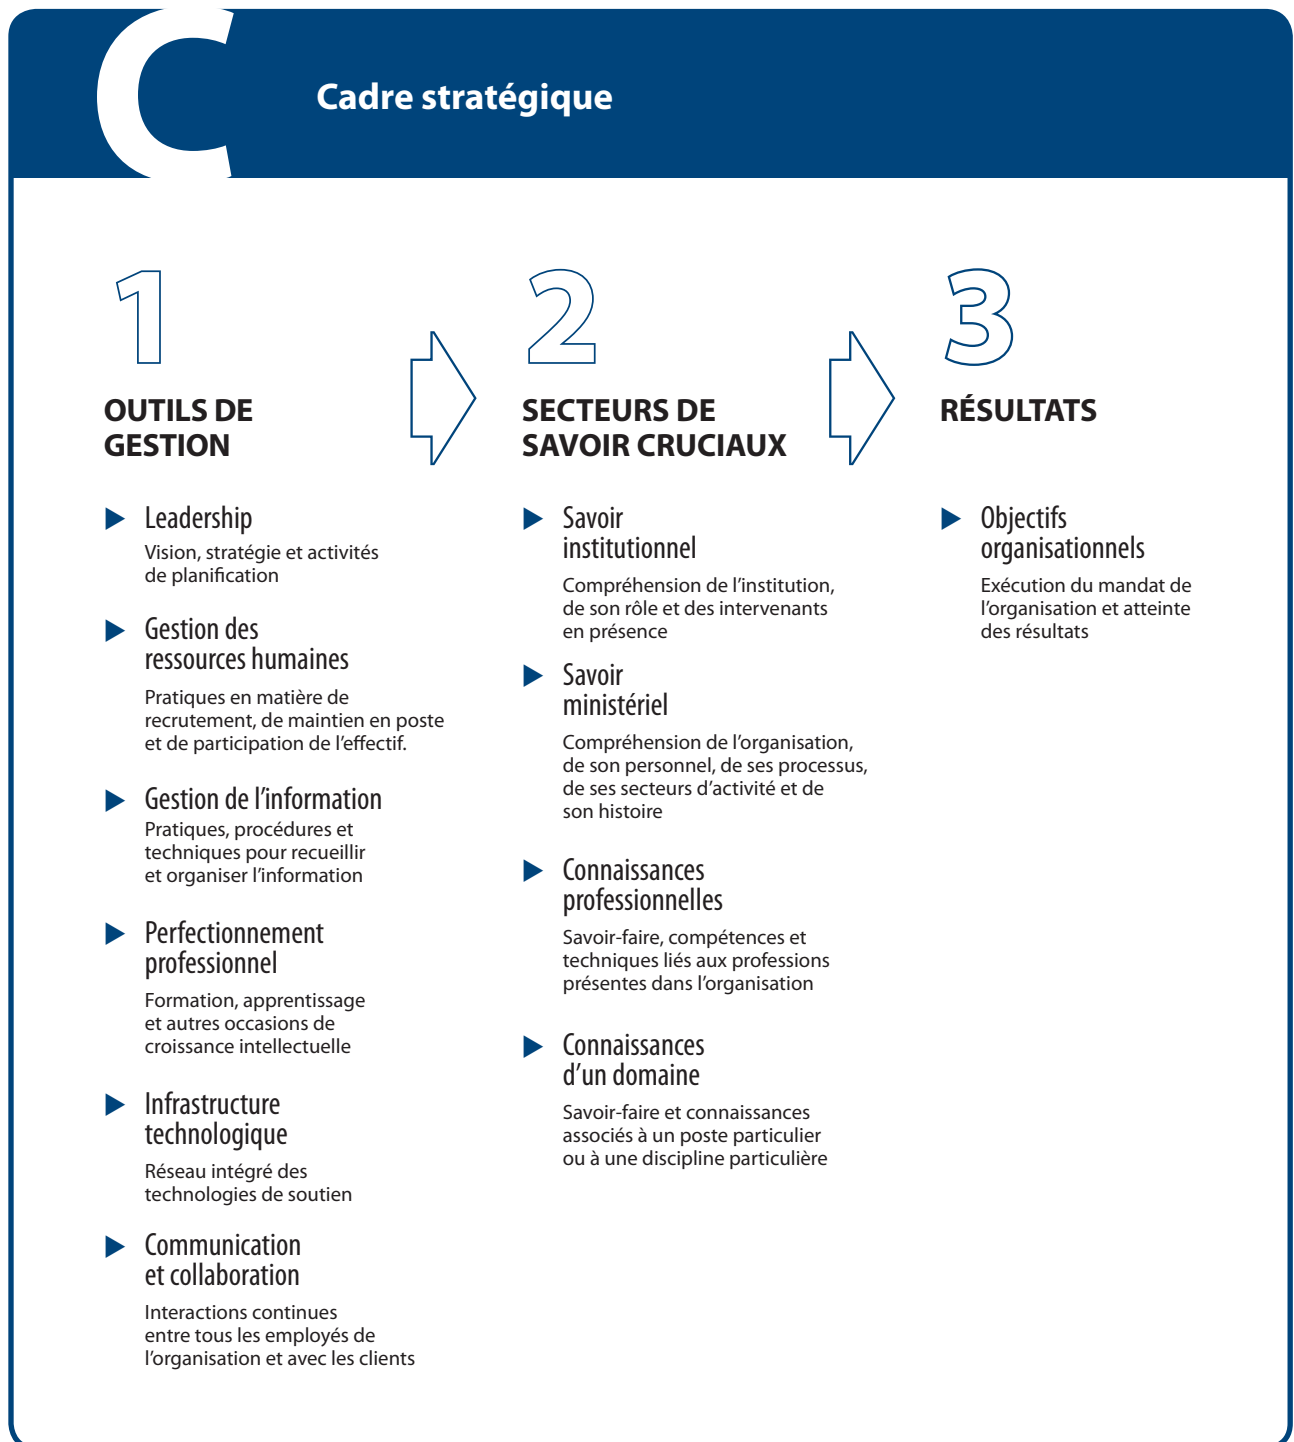 C
Cadre stratégique
1
OUTILS DE
GESTION
Leadership
Vision, stratégie et activités
de planification
Gestion des
ressources humaines
Pratiques en matière de
recrutement, de maintien en poste
et de participation de l’effectif.
Gestion de l’information
Pratiques, procédures et
techniques pour recueillir
et organiser l’information
Perfectionnement
professionnel
Formation, apprentissage
et autres occasions de
croissance intellectuelle
Infrastructure
technologique
Réseau intégré des
technologies de soutien
Communication
et collaboration
Interactions continues
entre tous les employés de
l’organisation et avec les clients
2
SECTEURS DE
SAVOIR CRUCIAUX
Savoir
institutionnel
Compréhension de l’institution,
de son rôle et des intervenants
en présence
Savoir
ministériel
Compréhension de l’organisation,
de son personnel, de ses processus,
de ses secteurs d’activité et de
son histoire
Connaissances
professionnelles
Savoir-faire, compétences et
techniques liés aux professions
présentes dans l’organisation
Connaissances
d’un domaine
Savoir-faire et connaissances
associés à un poste particulier
ou à une discipline particulière
3
RÉSULTATS
Objectifs
organisationnels
Exécution du mandat de
l’organisation et atteinte
des résultats